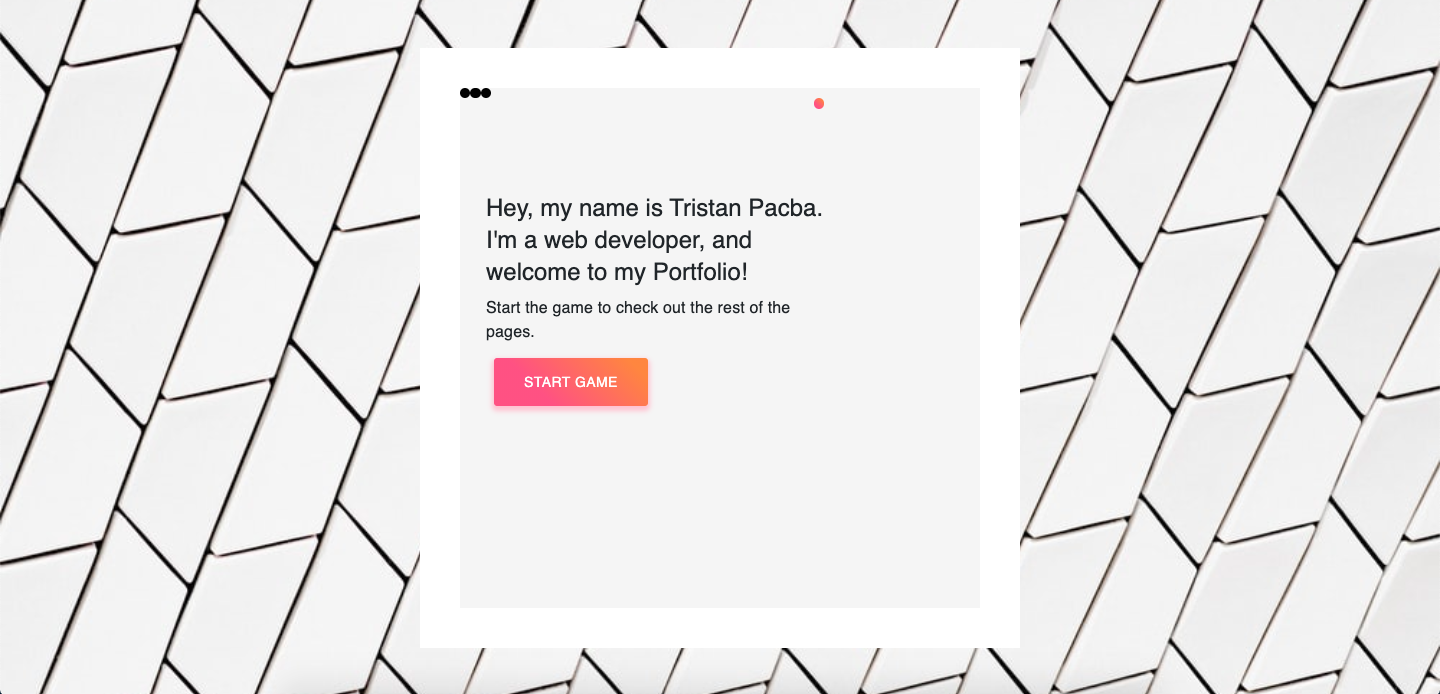 Hey, my name is Tristan Pacba.
I'm a web developer, and
welcome to my Portfolio!
Start the game to check out the rest of the
pages.
START GAME